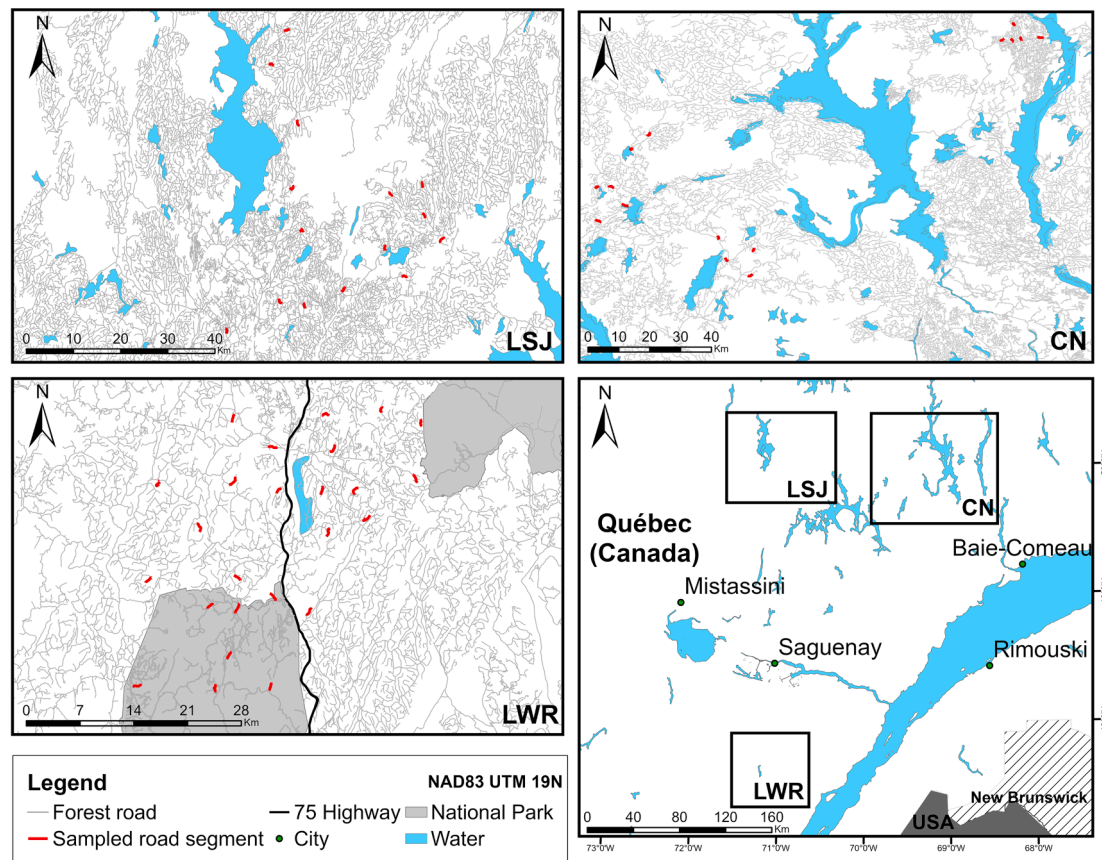 N
0 10 20 30 40
Km
LSJ
N
0 10 20 30 40
Km
CN
N
0 7 14 21 28
Km
LWR
N
LSJ
CN
Québec
(Canada)
Baie-Comeau
Mistassini
Saguenay
Rimouski
LWR
New Brunswick
USA
0 40 80 120 160
Km
73°0'W 72°0'W 71°0'W 70°0'W 69°0'W 68°0'W
Legend
NAD83 UTM 19N
Forest road
75 Highway
National Park
Sampled road segment
City
Water